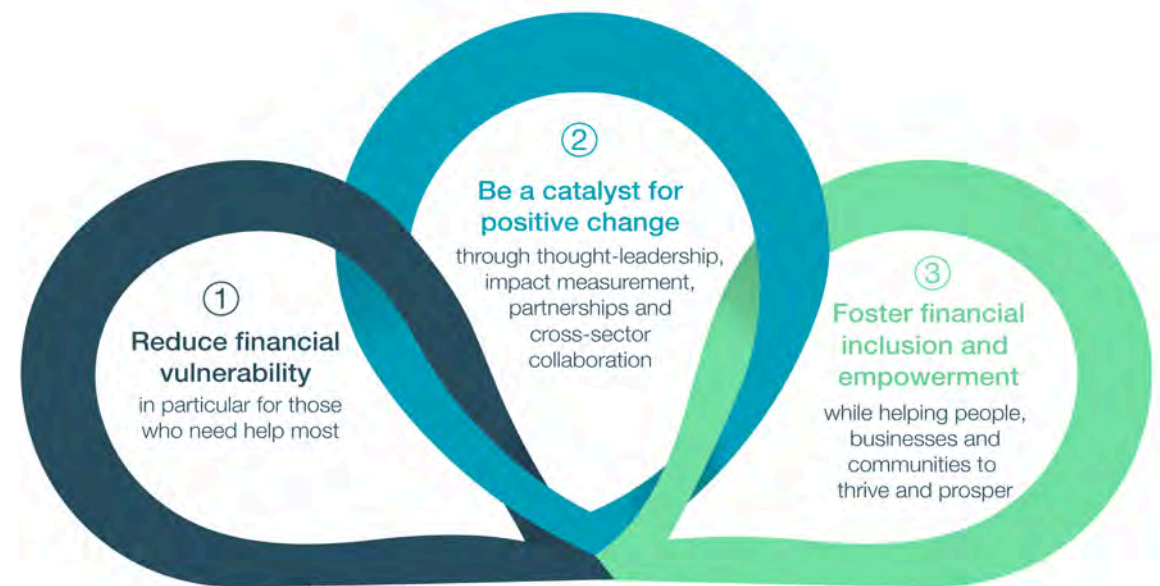 ①
Reduce financial
vulnerability
in particular for those
who need help most
②
Be a catalyst for
positive change
through thought-leadership,
impact measurement,
partnerships and
cross-sector
collaboration
③
Foster financial
inclusion and
empowerment
while helping people,
businesses and
communities to
thrive and prosper